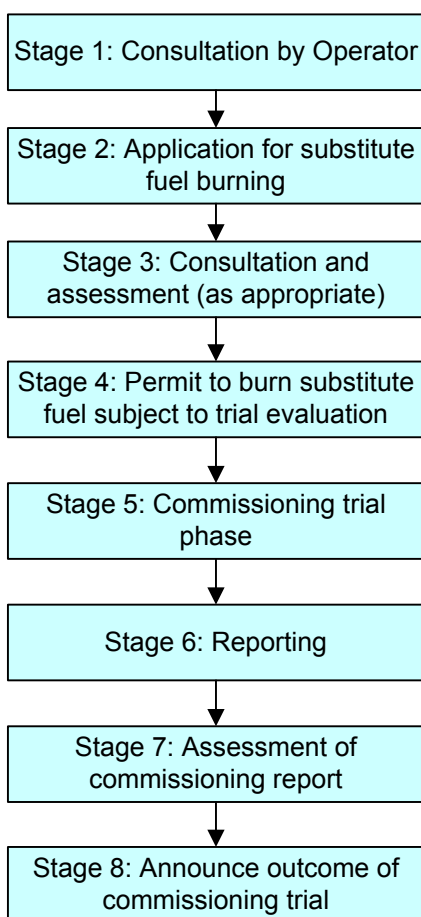 Stage 1: Consultation by Operator
Stage 2: Application for substitute
fuel burning
Stage 3: Consultation and
assessment (as appropriate)
Stage 4: Permit to burn substitute
fuel subject to trial evaluation
Stage 5: Commissioning trial
phase
Stage 6: Reporting
Stage 7: Assessment of
commissioning report
Stage 8: Announce outcome of
commissioning trial